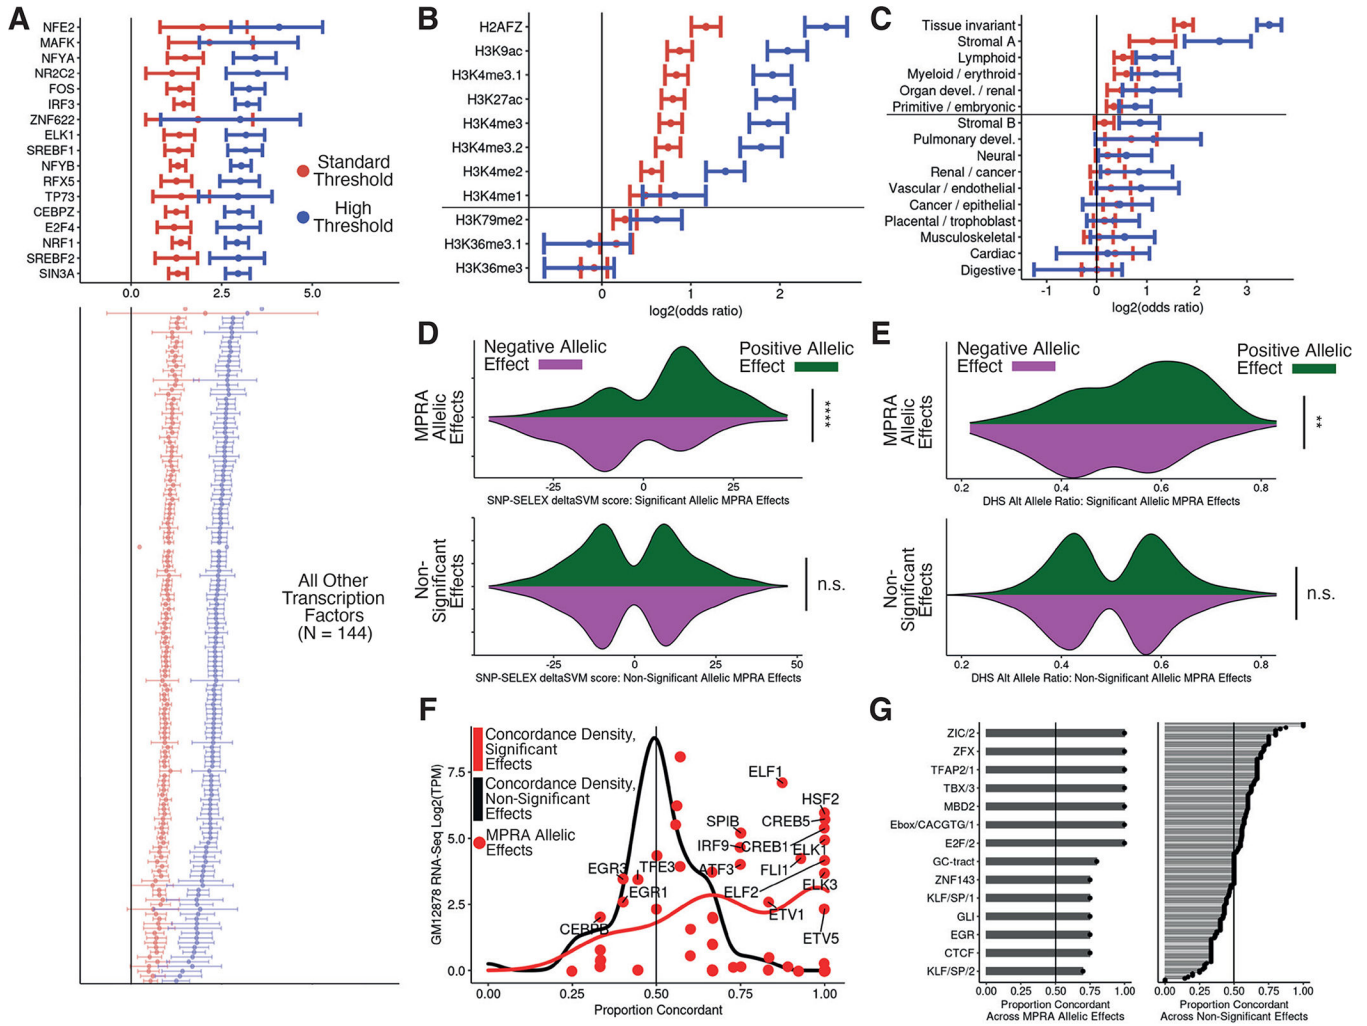 A
NFE2
MAFK
NFYA
NR2C2
FOS
IRF3
ZNF622
ELK1
SREBF1
NFYB
RFX5
TP73
CEBPZ
E2F4
NRF1
SREBF2
SIN3A
Standard
Threshold
High
Threshold
0.0 2.5 5.0
All Other
Transcription
Factors
(N = 144)
B
H2AFZ
H3K9ac
H3K4me3.1
H3K27ac
H3K4me3
H3K4me3.2
H3K4me2
H3K4me1
H3K79me2
H3K36me3.1
H3K36me3
0 1 2
log2(odds ratio)
C
Tissue invariant
Stromal A
Lymphoid
Myeloid / erythroid
Organ devel. / renal
Primitive / embryonic
Stromal B
Pulmonary devel.
Neural
Renal / cancer
Vascular / endothelial
Cancer / epithelial
Placental / trophoblast
Musculoskeletal
Cardiac
Digestive
-1 0 1 2 3
log2(odds ratio)
D
Negative Allelic
Effect
Positive Allelic
Effect
MPRA
Allelic
Effects
****
-25 0 25
SNP-SELEX deltaSVM score: Significant Allelic MPRA Effects
Non-
Significant
Effects
n.s.
-25 0 25 50
SNP-SELEX deltaSVM score: Non-Significant Allelic MPRA Effects
E
Negative Allelic
Effect
Positive Allelic
Effect
MPRA
Allelic
Effects
**
0.2 0.4 0.6 0.8
DHS Alt Allele Ratio: Significant Allelic MPRA Effects
Non-
Significant
Effects
n.s.
0.2 0.4 0.6 0.8
DHS Alt Allele Ratio: Non-Significant Allelic MPRA Effects
F
Concordance Density,
Significant
Effects
Concordance Density,
Non-Significant
Effects
MPRA Allelic
Effects
GM12878 RNA-Seq Log2(TPM)
7.5
5.0
2.5
0.0
ELF1
HSF2
SPIB
CREB5
IRF9
CREB1
ELK1
EGR3
TFE3
ATF3
FLI1
EGR1
ELF2
ELK3
CEBPB
ETV1
ETV5
0.00 0.25 0.50 0.75 1.00
Proportion Concordant
G
ZIC/2
ZFX
TFAP2/1
TBX/3
MBD2
Ebox/CACGTG/1
E2F/2
GC-tract
ZNF143
KLF/SP/1
GLI
EGR
CTCF
KLF/SP/2
0.00 0.25 0.50 0.75 1.00
Proportion Concordant
Across MPRA Allelic Effects
0.00 0.25 0.50 0.75 1.00
Proportion Concordant
Across Non-Significant Effects